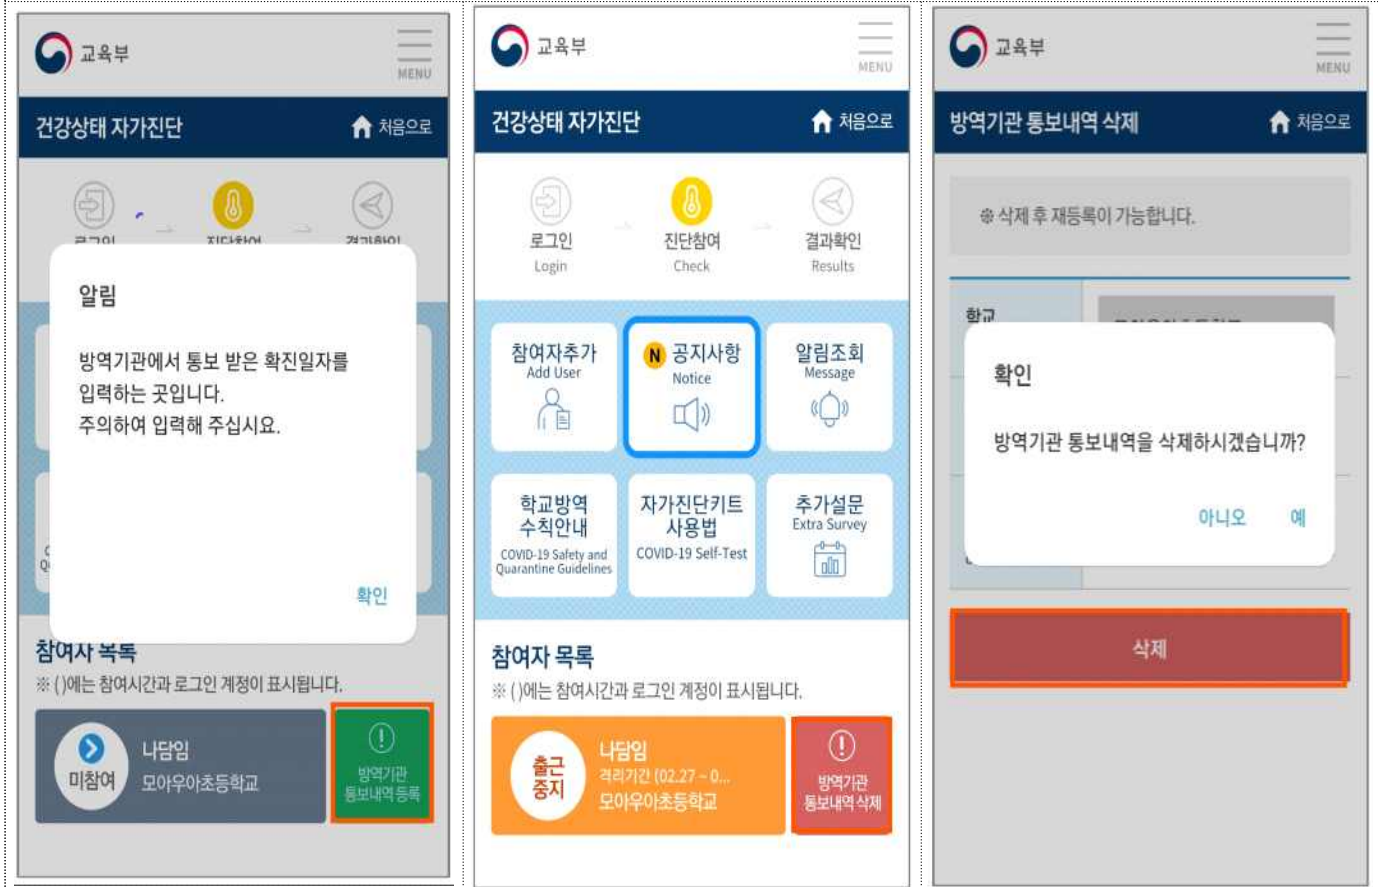 교육부
MENU
건강상태 자가진단
처음으로
알림
방역기관에서 통보 받은 확진일자를
입력하는 곳입니다.
주의하여 입력해 주십시요.
확인
참여자 목록
※ ( )에는 참여시간과 로그인 계정이 표시됩니다.
미참여
나담임
모아우아초등학교
방역기관
통보내역 등록
교육부
MENU
건강상태 자가진단
처음으로
로그인
Login
진단참여
Check
결과확인
Results
참여자추가
Add User
N 공지사항
Notice
알림조회
Message
학교방역
수칙안내
COVID-19 Safety and
Quarantine Guidelines
자가진단키트
사용법
COVID-19 Self-Test
추가설문
Extra Survey
참여자 목록
※ ( )에는 참여시간과 로그인 계정이 표시됩니다.
출근
중지
나담임
격리기간 (02.27 ~ 0...
모아우아초등학교
방역기관
통보내역 삭제
교육부
MENU
방역기관 통보내역 삭제
처음으로
※ 삭제 후 재등록이 가능합니다.
학교
확인
방역기관 통보내역을 삭제하시겠습니까?
아니오 예
삭제